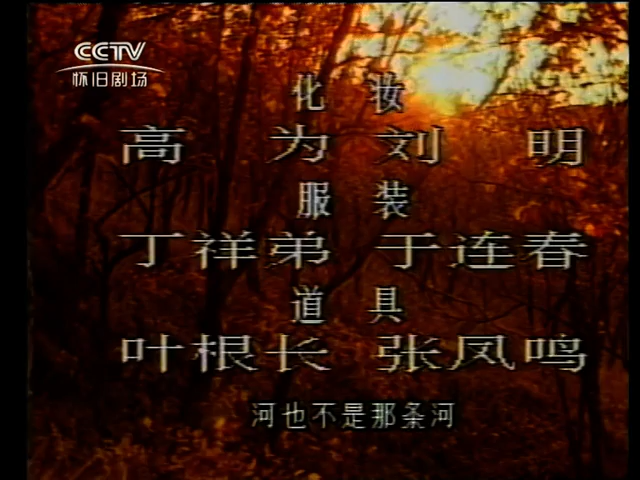 CCTV
怀旧剧场
化妆
高为 刘明
服装
丁祥弟 于连春
道具
叶根长 张凤鸣
河也不是那条河